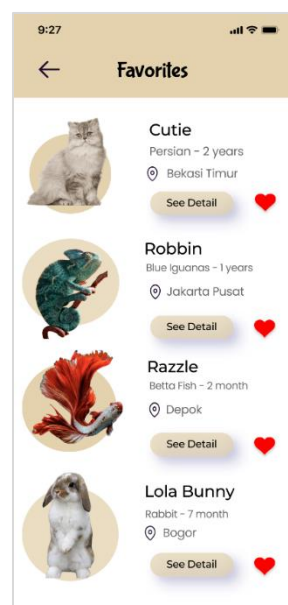 9:27
Favorites
Cutie
Persian - 2 years
Bekasi Timur
See Detail
Robbin
Blue Iguanas - 1 years
Jakarta Pusat
See Detail
Razzle
Betta Fish - 2 month
Depok
See Detail
Lola Bunny
Rabbit - 7 month
Bogor
See Detail